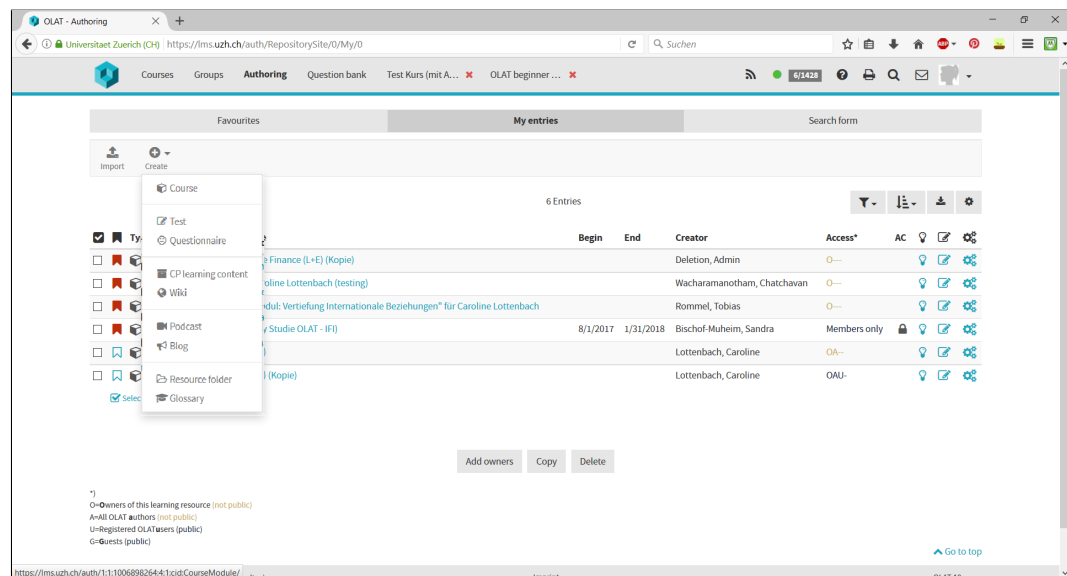 OLAT - Authoring
Universitaet Zuerich (CH) https://lms.uzh.ch/auth/RepositorySite/0/My/0 Suchen ABP
Courses Groups Authoring Question bank Test Kurs (mit A... OLAT beginner ... 6/1428
Favourites My entries Search form
Import Create
Course
6 Entries
Test
Questionnaire
Ty Begin End Creator Access* AC
e Finance (L+E) (Kopie) Deletion, Admin O---
CP learning content
roline Lottenbach (testing) Wacharamanotham, Chatchavan O---
Wiki
dul: Vertiefung Internationale Beziehungen" für Caroline Lottenbach Rommel, Tobias O---
Podcast
y Studie OLAT - IFI) 8/1/2017 1/31/2018 Bischof-Muheim, Sandra Members only
Blog
) Lottenbach, Caroline OA--
Resource folder
) (Kopie) Lottenbach, Caroline OAU-
Glossary
Selec
Add owners Copy Delete
*)
O=Owners of this learning resource (not public)
A=All OLAT authors (not public)
U=Registered OLATusers (public)
G=Guests (public)
Go to top
https://lms.uzh.ch/auth/1:1:1006898264:4:1:cid:CourseModule/